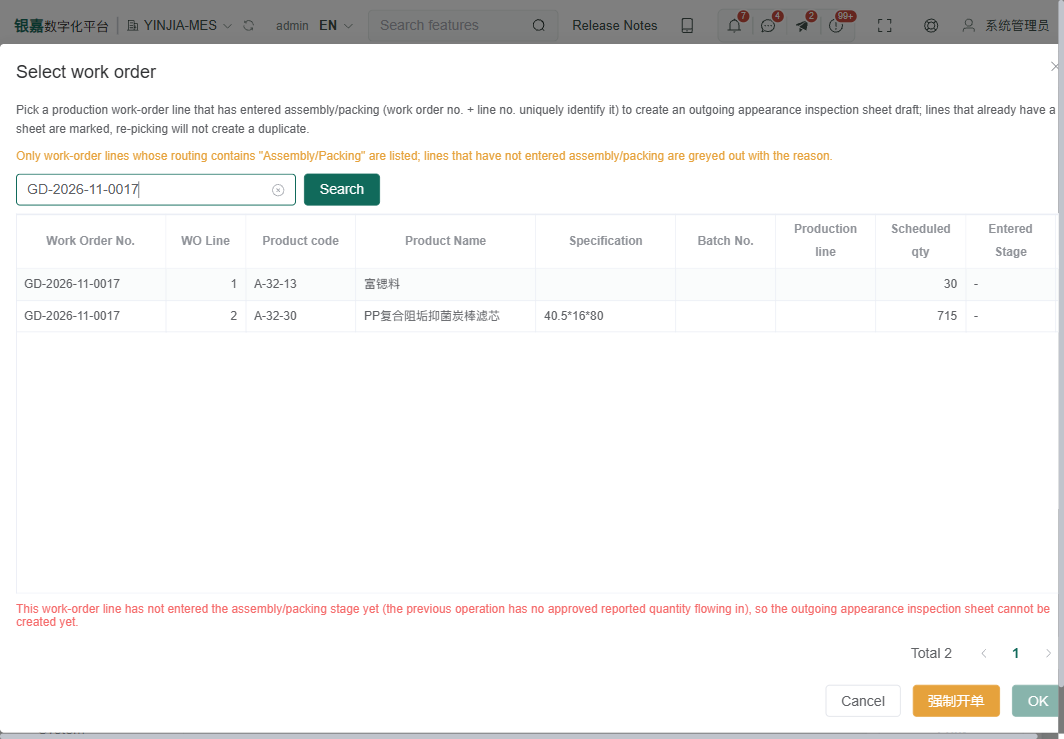 银嘉数字化平台 YINJIA-MES admin EN Search features Release Notes 7 4 2 99+ 系统管理员
Select work order
Pick a production work-order line that has entered assembly/packing (work order no. + line no. uniquely identify it) to create an outgoing appearance inspection sheet draft; lines that already have a
sheet are marked, re-picking will not create a duplicate.
Only work-order lines whose routing contains "Assembly/Packing" are listed; lines that have not entered assembly/packing are greyed out with the reason.
GD-2026-11-0017 Search
Work Order No. WO Line Product code Product Name Specification Batch No. Production line Scheduled qty Entered Stage
GD-2026-11-0017 1 A-32-13 富锶料 30 -
GD-2026-11-0017 2 A-32-30 PP复合阻垢抑菌炭棒滤芯 40.5*16*80 715 -
This work-order line has not entered the assembly/packing stage yet (the previous operation has no approved reported quantity flowing in), so the outgoing appearance inspection sheet cannot be
created yet.
Total 2 1
Cancel 强制开单 OK